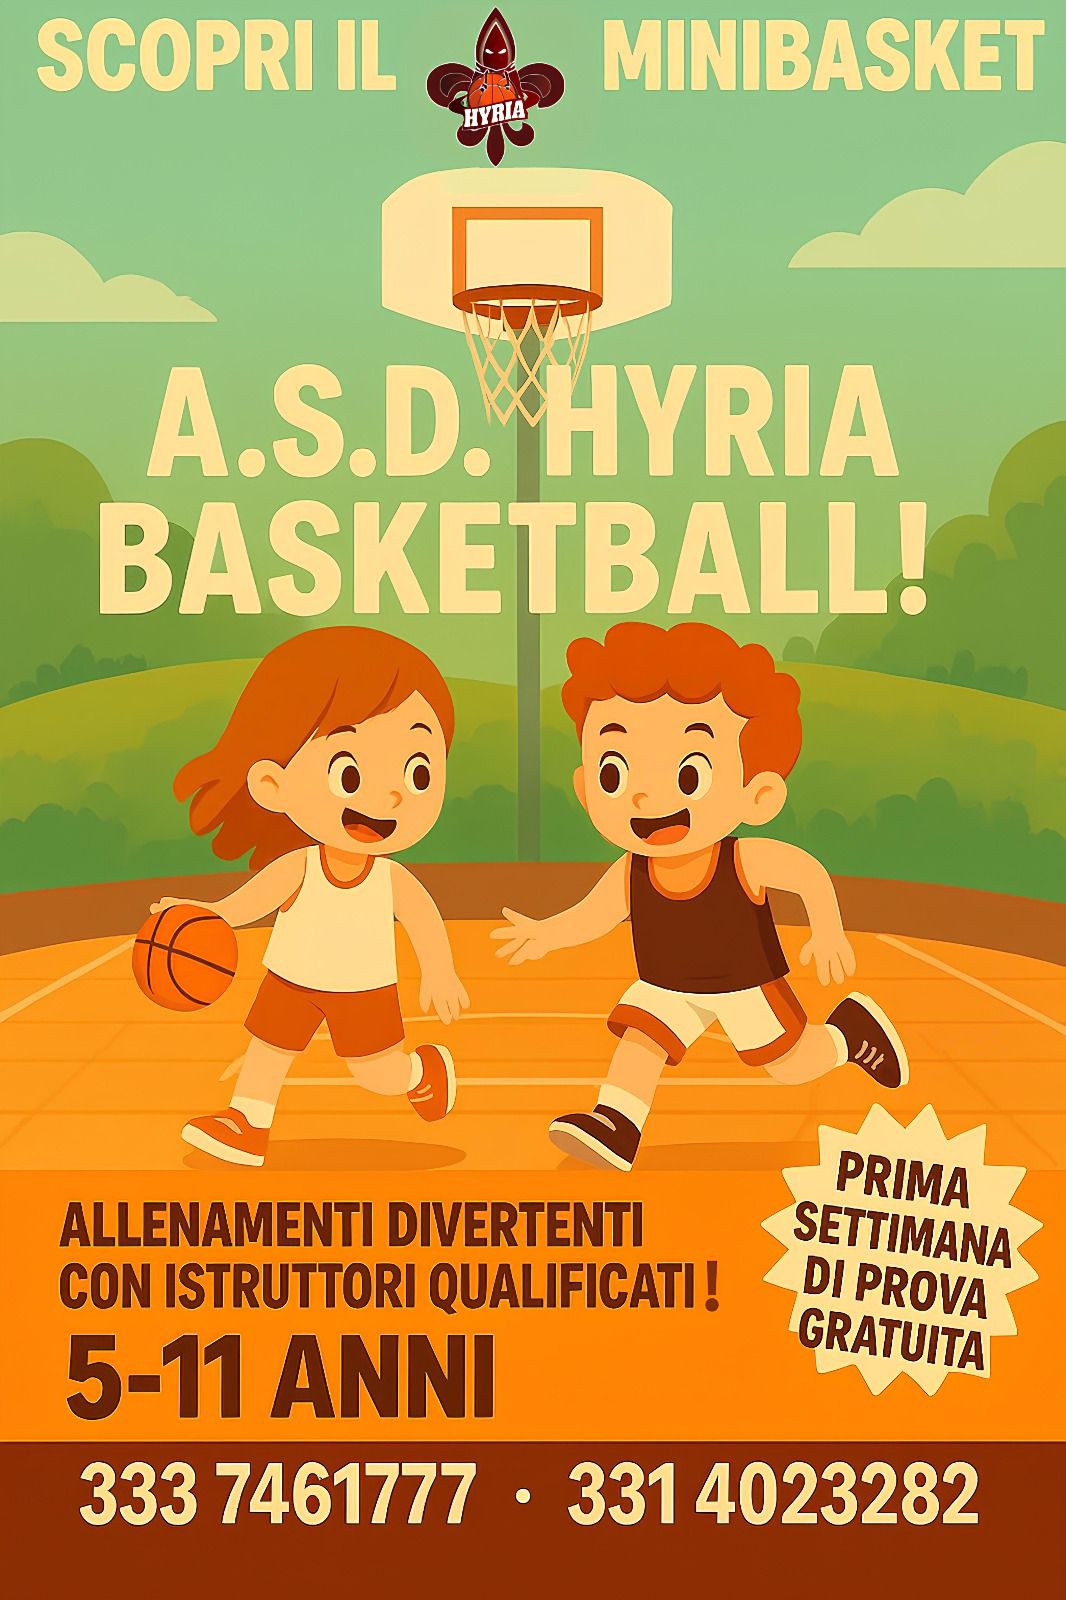 SCOPRI IL HYRIA MINIBASKET
A.S.D. HYRIA
BASKETBALL!
ALLENAMENTI DIVERTENTI
CON ISTRUTTORI QUALIFICATI!
5-11 ANNI
PRIMA
SETTIMANA
DI PROVA
GRATUITA
333 7461777 · 331 4023282